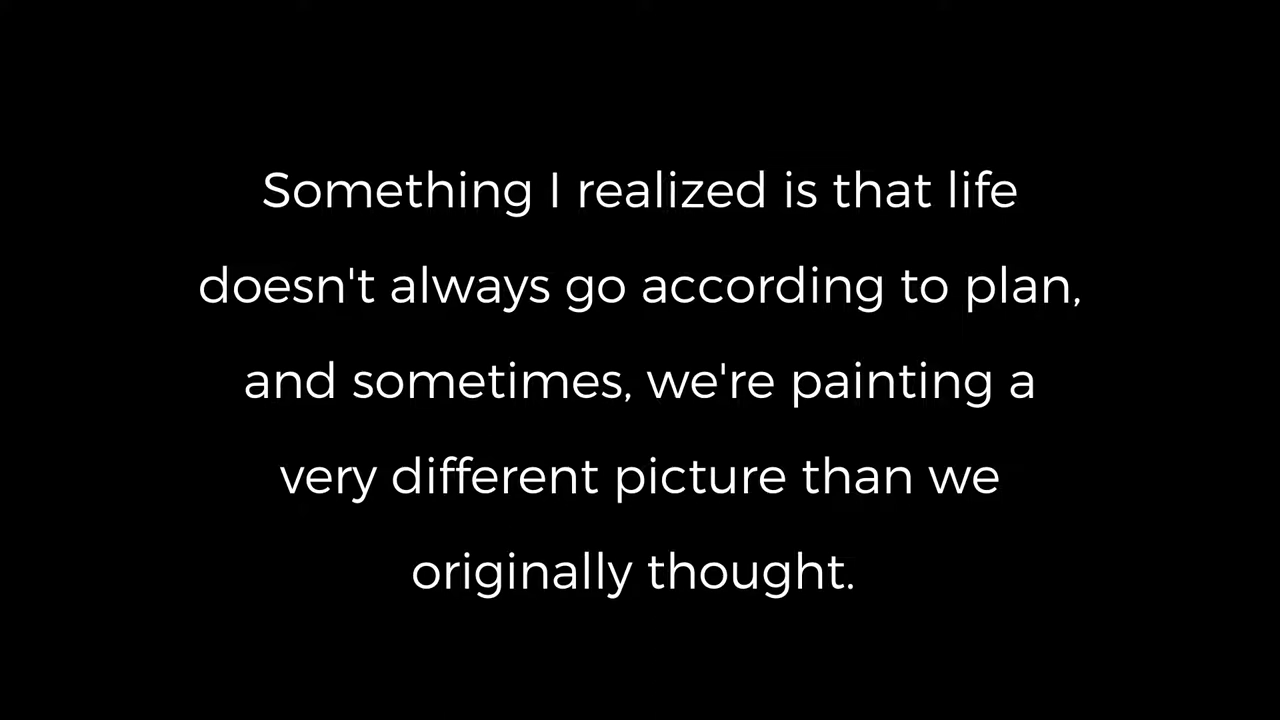 Something I realized is that life
doesn't always go according to plan,
and sometimes, we're painting a
very different picture than we
originally thought.